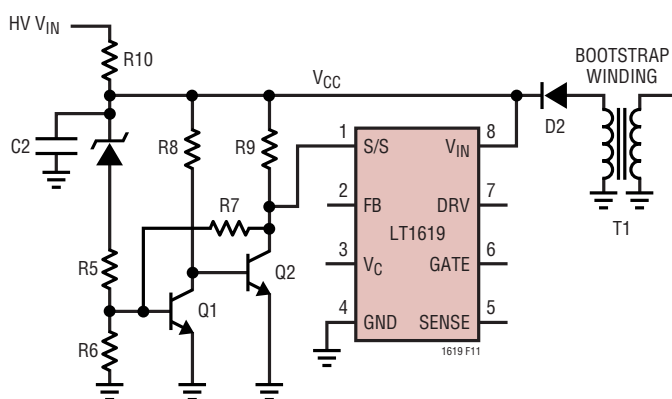 HV VIN
R10
VCC
BOOTSTRAP
WINDING
D2
C2
R8
R9
1
S/S
VIN
8
T1
R7
2
FB
DRV
7
LT1619
R5
Q2
3
VC
GATE
6
Q1
R6
4
GND
SENSE
5
1619 F11